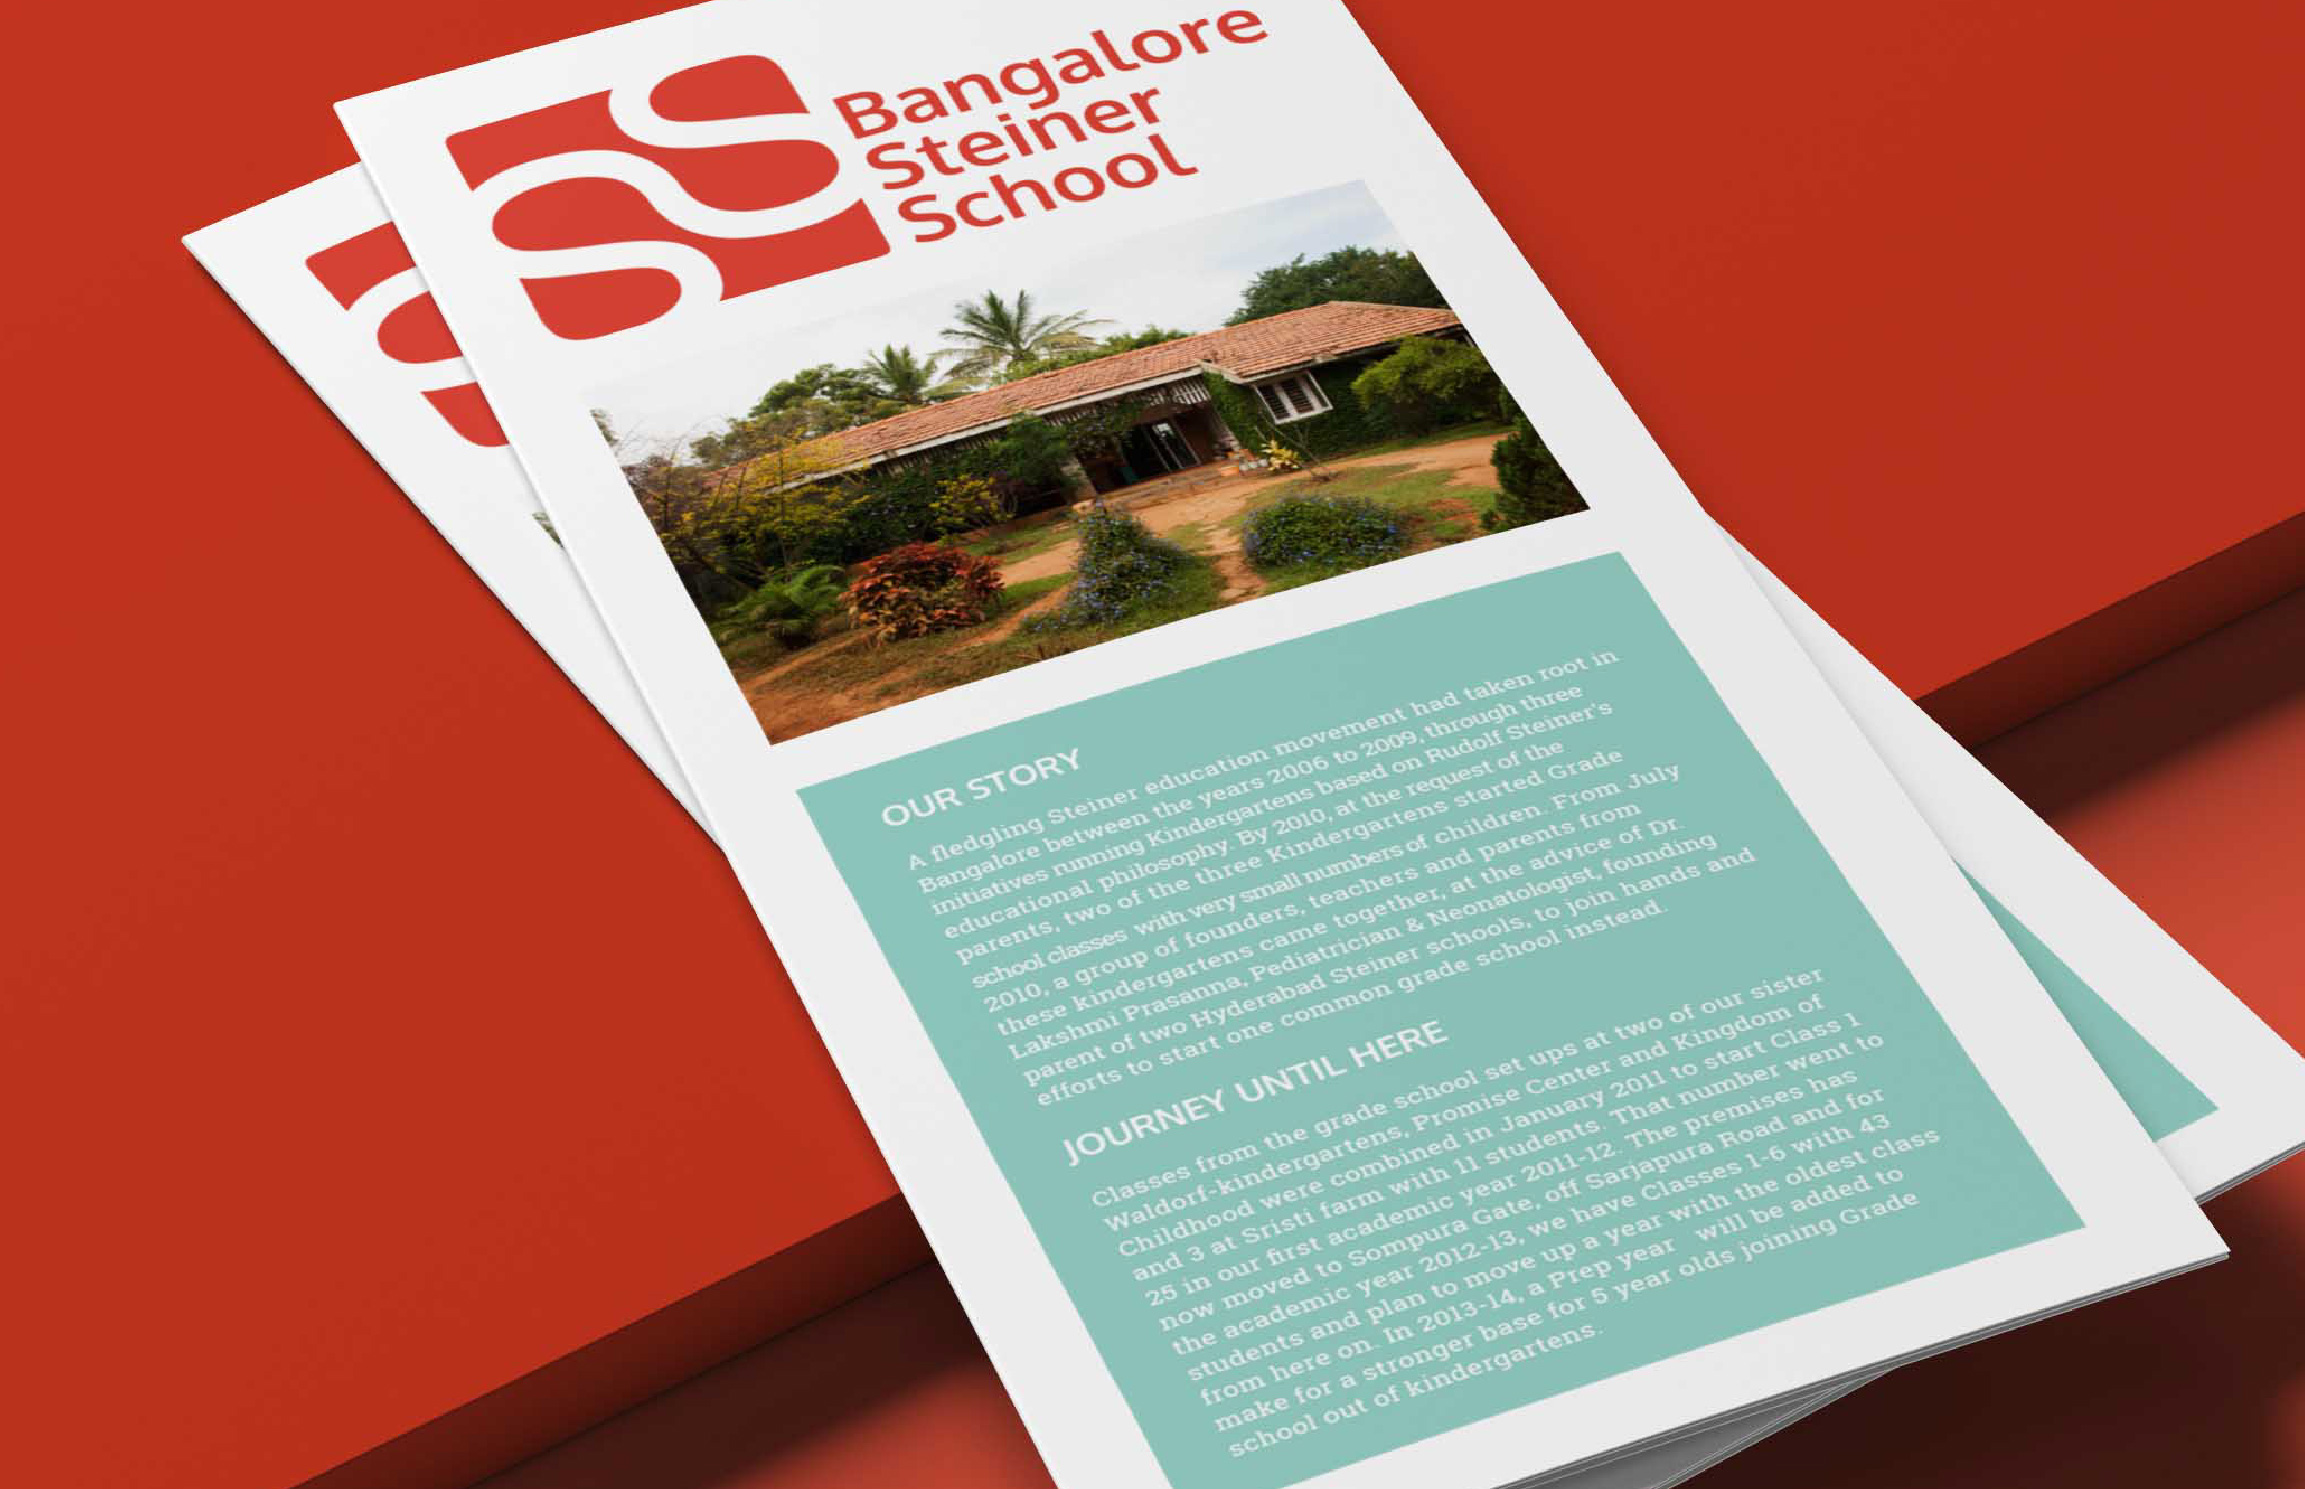 Bangalore
Steiner
School
OUR STORY
A fledgling Steiner education movement had taken root in
Bangalore between the years 2006 to 2009, through three
initiatives running Kindergartens based on Rudolf Steiner's
educational philosophy. By 2010, at the request of the
parents, two of the three Kindergartens started Grade
school classes with very small numbers of children. From July
2010, a group of founders, teachers and parents from
these kindergartens came together, at the advice of Dr.
Lakshmi Prasanna, Pediatrician & Neonatologist, founding
parent of two Hyderabad Steiner schools, to join hands and
efforts to start one common grade school instead.
JOURNEY UNTIL HERE
Classes from the grade school set ups at two of our sister
Waldorf-kindergartens, Promise Center and Kingdom of
Childhood were combined in January 2011 to start Class 1
and 3 at Sristi farm with 11 students. That number went to
25 in our first academic year 2011-12. The premises has
now moved to Sompura Gate, off Sarjapura Road and for
the academic year 2012-13, we have Classes 1-6 with 43
students and plan to move up a year with the oldest class
from here on. In 2013-14, a Prep year will be added to
make for a stronger base for 5 year olds joining Grade
school out of kindergartens.